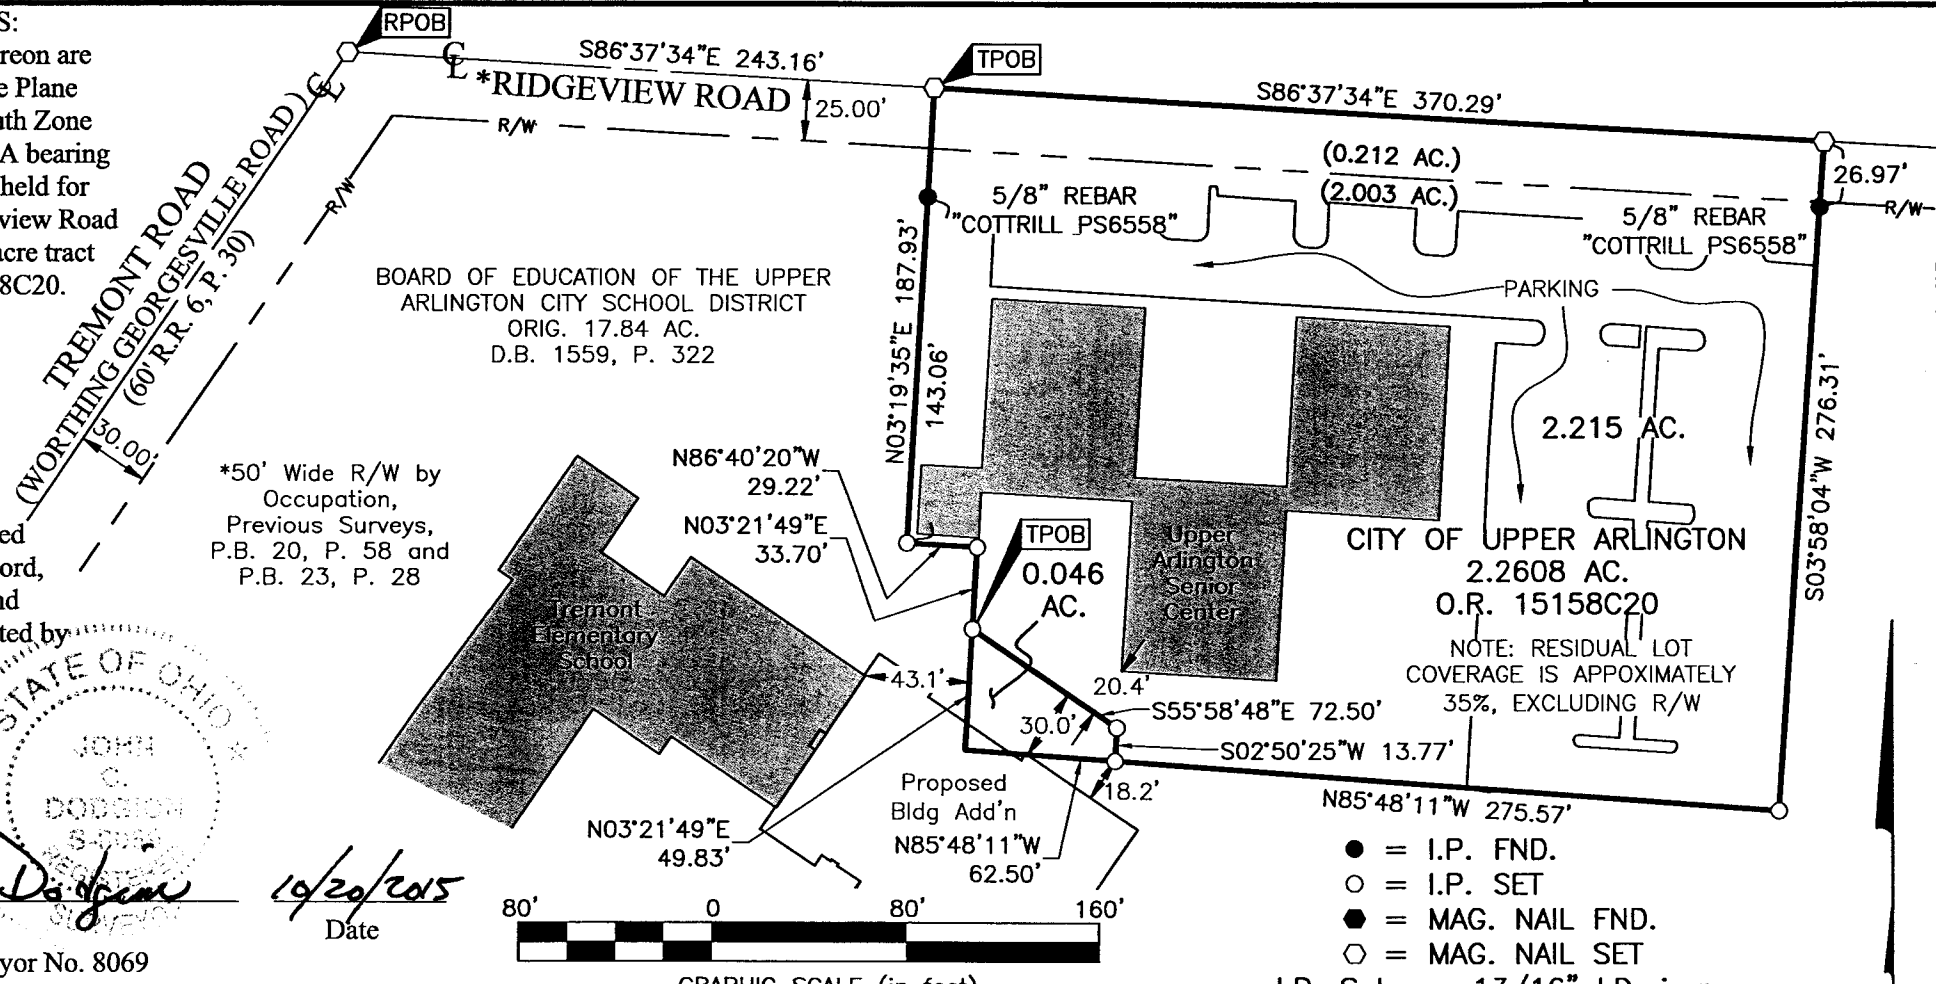 S:
RPOB
reon are
e Plane
uth Zone
A bearing
held for
view Road
acre tract
8C20.
S86°37'34"E 243.16'
*RIDGEVIEW ROAD
25.00'
R/W
TPOB
S86°37'34"E 370.29'
(0.212 AC.)
(2.003 AC.)
26.97'
R/W
5/8" REBAR
"COTTRILL PS6558"
5/8" REBAR
"COTTRILL PS6558"
PARKING
TREMONT ROAD
(WORTHING GEORGESVILLE ROAD)
(60' R.R. 6, P. 30)
30.00'
R/W
BOARD OF EDUCATION OF THE UPPER
ARLINGTON CITY SCHOOL DISTRICT
ORIG. 17.84 AC.
D.B. 1559, P. 322
N03°19'35"E 187.93'
143.06'
2.215 AC.
S03°58'04"W 276.31'
*50' Wide R/W by
Occupation,
Previous Surveys,
P.B. 20, P. 58 and
P.B. 23, P. 28
N86°40'20"W
29.22'
N03°21'49"E
33.70'
TPOB
0.046
AC.
Upper
Arlington
Senior
Center
CITY OF UPPER ARLINGTON
2.2608 AC.
O.R. 15158C20
NOTE: RESIDUAL LOT
COVERAGE IS APPOXIMATELY
35%, EXCLUDING R/W
Tremont
Elementary
School
43.1'
20.4'
30.0'
S55°58'48"E 72.50'
S02°50'25"W 13.77'
18.2'
N85°48'11"W 275.57'
Proposed
Bldg Add'n
N85°48'11"W
62.50'
N03°21'49"E
49.83'
ed
ord,
nd
ted by
STATE OF OHIO
JOHN
C.
DODGION
REGISTERED
SURVEYOR
10/20/2015
Date
yor No. 8069
80' 0 80' 160'
GRAPHIC SCALE (in feet)
● = I.P. FND.
○ = I.P. SET
⬢ = MAG. NAIL FND.
⬡ = MAG. NAIL SET